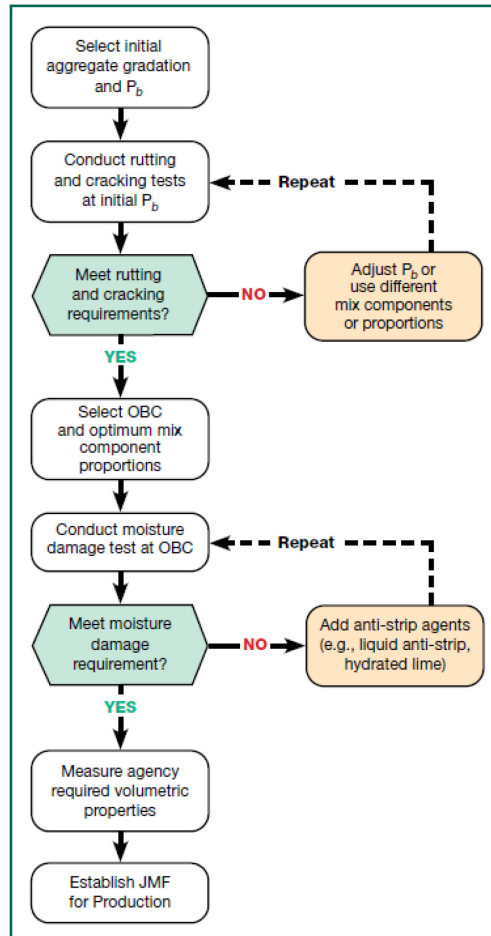 Select initial
aggregate gradation
and Pb
Conduct rutting
and cracking tests
at initial Pb
Repeat
Meet rutting
and cracking
requirements?
NO
Adjust Pb or
use different
mix components
or proportions
YES
Select OBC
and optimum mix
component
proportions
Conduct moisture
damage test at OBC
Repeat
Meet moisture
damage
requirement?
NO
Add anti-strip agents
(e.g., liquid anti-strip,
hydrated lime)
YES
Measure agency
required volumetric
properties
Establish JMF
for Production